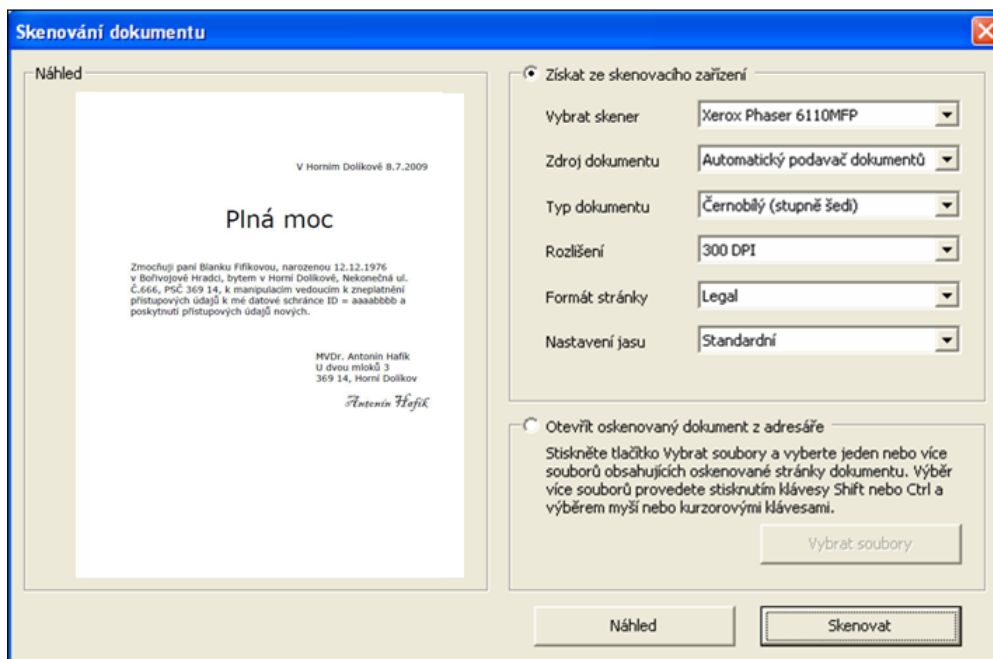 Skenování dokumentu
Náhled
V Horním Dolíkově 8.7.2009
Plná moc
Zmocňuji paní Blanku Fifíkovou, narozenou 12.12.1976
v Bořivojově Hradci, bytem v Horní Dolíkově, Nekonečná ul.
Č.666, PSČ 369 14, k manipulacím vedoucím k zneplatnění
přístupových údajů k mé datové schránce ID = aaaabbbb a
poskytnutí přístupových údajů nových.
MVDr. Antonín Hafík
U dvou mloků 3
369 14, Horní Dolíkov
Antonín Hafík
Získat ze skenovacího zařízení
Vybrat skener Xerox Phaser 6110MFP
Zdroj dokumentu Automatický podavač dokumentů
Typ dokumentu Černobílý (stupně šedi)
Rozlišení 300 DPI
Formát stránky Legal
Nastavení jasu Standardní
Otevřít oskenovaný dokument z adresáře
Stiskněte tlačítko Vybrat soubory a vyberte jeden nebo více
souborů obsahujících oskenované stránky dokumentu. Výběr
více souborů provedete stisknutím klávesy Shift nebo Ctrl a
výběrem myší nebo kurzorovými klávesami.
Vybrat soubory
Náhled
Skenovat